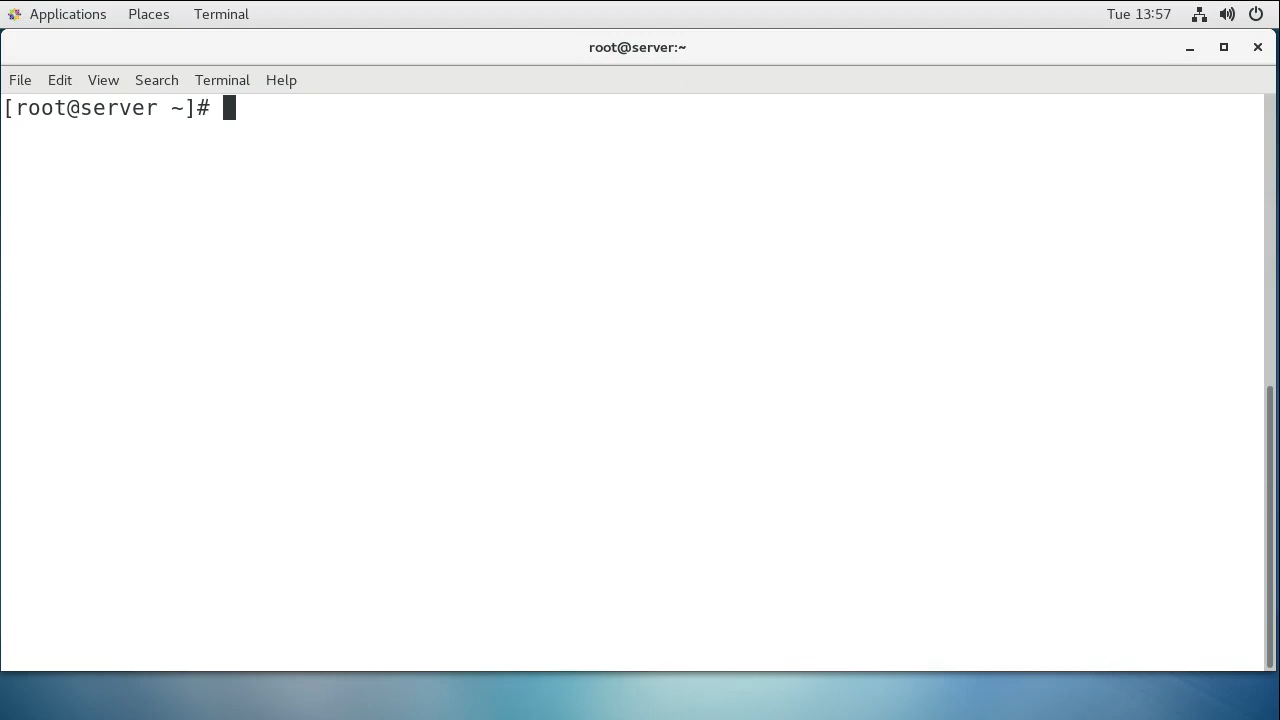 Applications Places Terminal Tue 13:57
root@server:~
File Edit View Search Terminal Help
[root@server ~]#